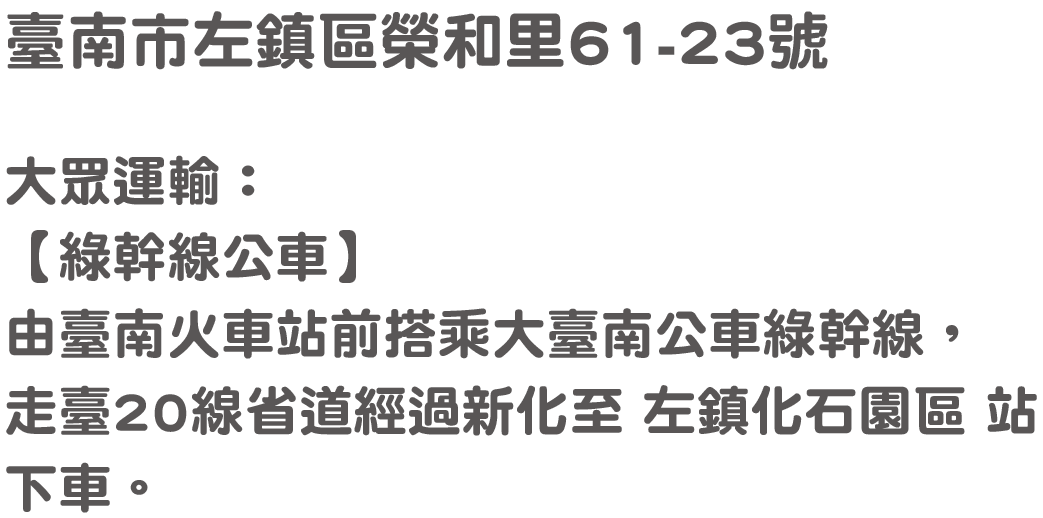 臺南市左鎮區榮和里61-23號
大眾運輸：
【綠幹線公車】
由臺南火車站前搭乘大臺南公車綠幹線，
走臺20線省道經過新化至 左鎮化石園區 站
下車。